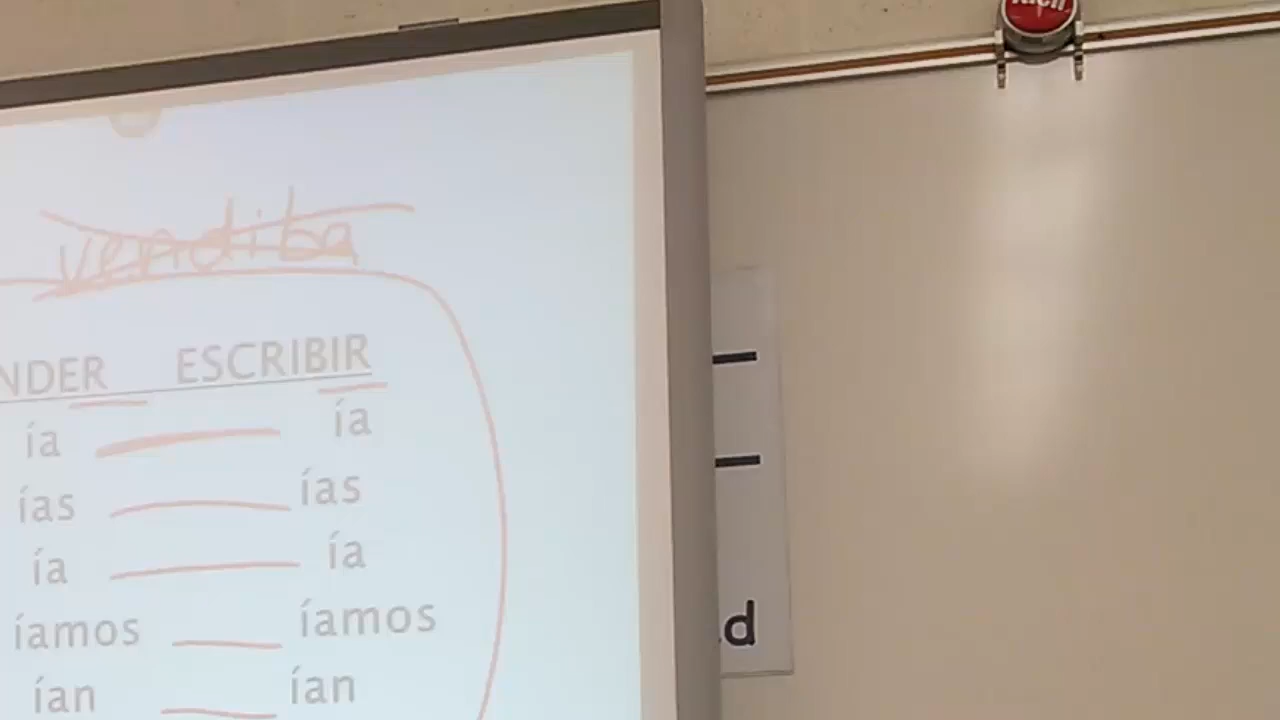 vendiba
NDER ESCRIBIR
ía ía
ías ías
ía ía
íamos íamos
ían ían
d